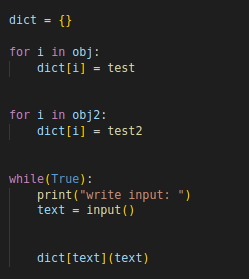 dict = {}
for i in obj:
    dict[i] = test
for i in obj2:
    dict[i] = test2
while(True):
    print("write input: ")
    text = input()
    dict[text](text)